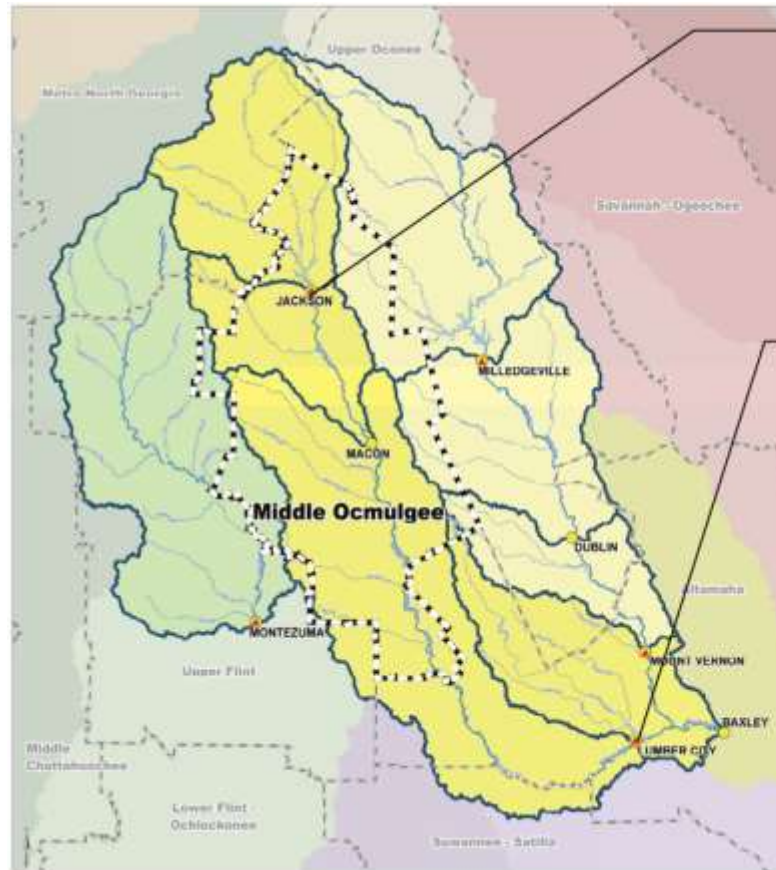 Upper Oconee
Metro North Georgia
Savannah - Ogeechee
JACKSON
MILLEDGEVILLE
MACON
Middle Ocmulgee
DUBLIN
Altamaha
MONTEZUMA
MOUNT VERNON
Upper Flint
BAXLEY
LUMBER CITY
Middle
Chattahoochee
Lower Flint -
Ochlockonee
Suwannee - Satilla